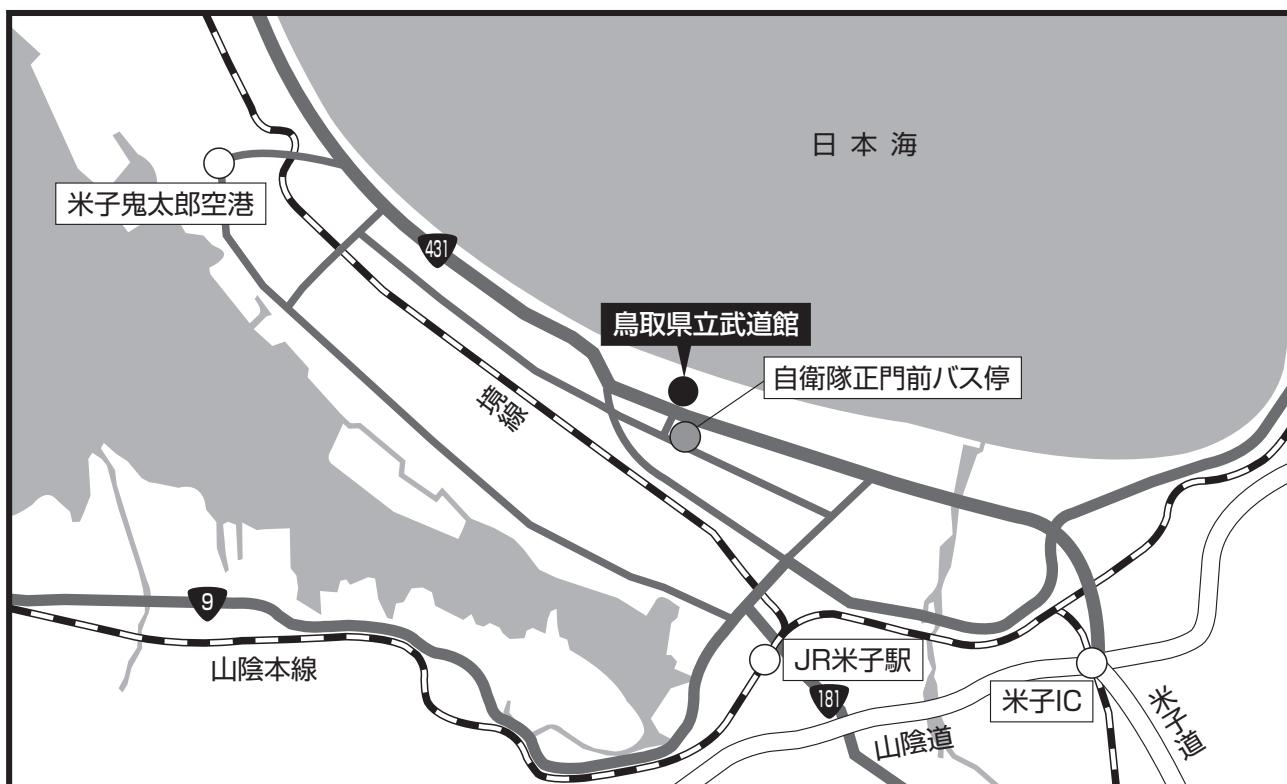 日本海
米子鬼太郎空港
431
鳥取県立武道館
自衛隊正門前バス停
境線
9
山陰本線
JR米子駅
181
米子IC
山陰道
米子道